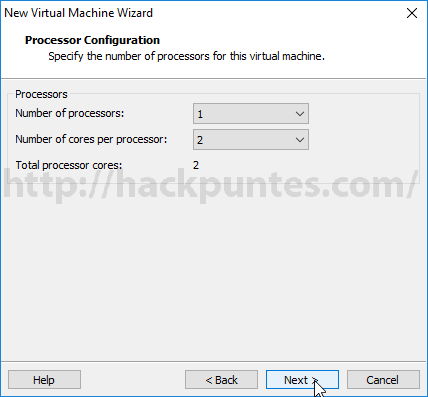 New Virtual Machine Wizard
Processor Configuration
Specify the number of processors for this virtual machine.
Processors
Number of processors: 1
Number of cores per processor: 2
Total processor cores: 2
http://hackpuntes.com/
Help < Back Next > Cancel